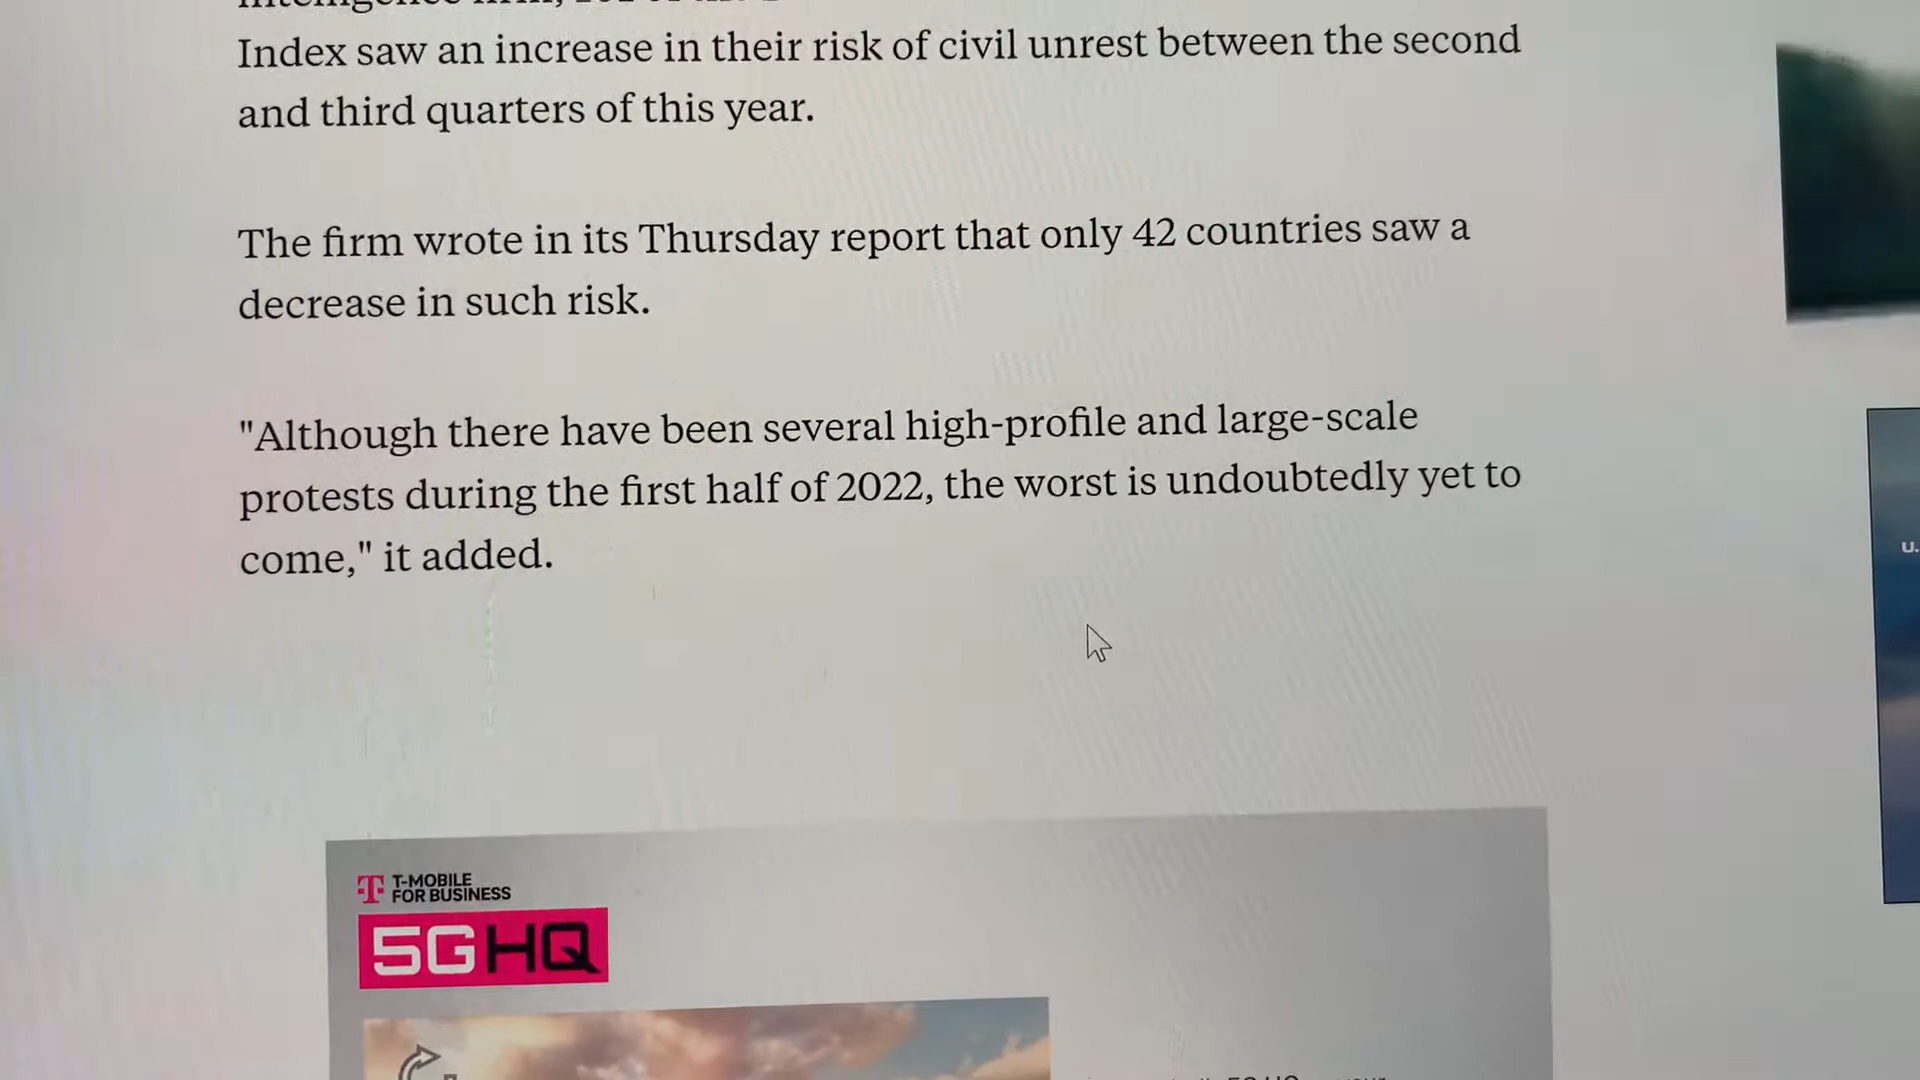 Index saw an increase in their risk of civil unrest between the second
and third quarters of this year.
The firm wrote in its Thursday report that only 42 countries saw a
decrease in such risk.
"Although there have been several high-profile and large-scale
protests during the first half of 2022, the worst is undoubtedly yet to
come," it added.
U.
T-MOBILE
FOR BUSINESS
5GHQ